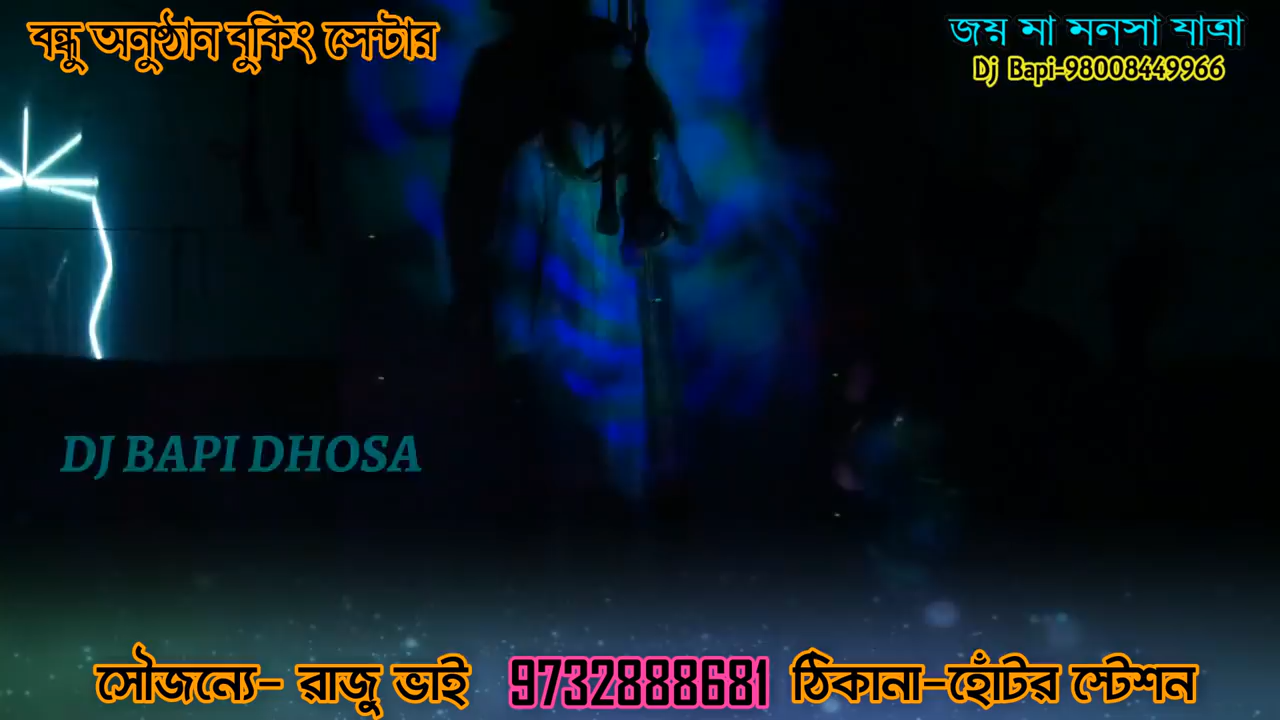 বন্ধু অনুষ্ঠান বুকিং সেন্টার
জয় মা মনসা যাত্রা
Dj Bapi-98008449966
DJ BAPI DHOSA
সৌজন্যে- রাজু ভাই 9732888681 ঠিকানা-হোঁটর স্টেশন